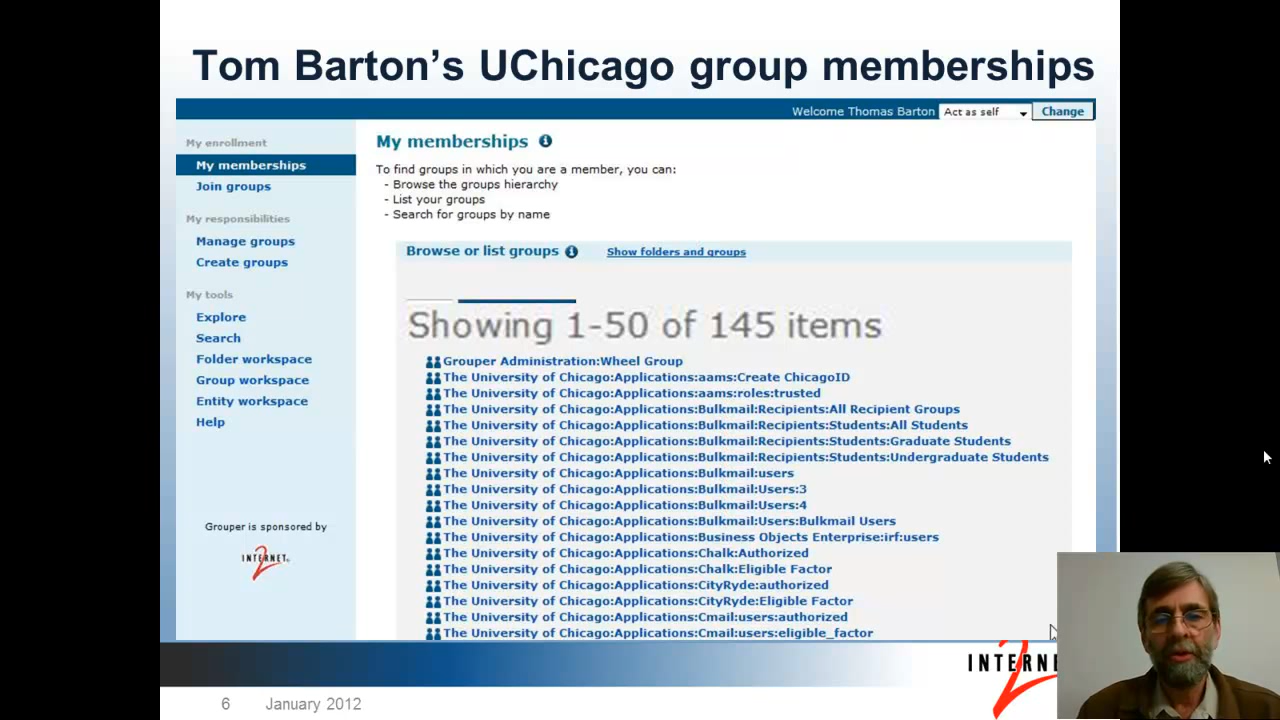 Tom Barton's UChicago group memberships
Welcome Thomas Barton Act as self Change
My enrollment
My memberships
Join groups
My responsibilities
Manage groups
Create groups
My tools
Explore
Search
Folder workspace
Group workspace
Entity workspace
Help
Grouper is sponsored by
INTERNET
2
My memberships
To find groups in which you are a member, you can:
- Browse the groups hierarchy
- List your groups
- Search for groups by name
Browse or list groups Show folders and groups
Showing 1-50 of 145 items
Grouper Administration:Wheel Group
The University of Chicago:Applications:aams:Create ChicagoID
The University of Chicago:Applications:aams:roles:trusted
The University of Chicago:Applications:Bulkmail:Recipients:All Recipient Groups
The University of Chicago:Applications:Bulkmail:Recipients:Students:All Students
The University of Chicago:Applications:Bulkmail:Recipients:Students:Graduate Students
The University of Chicago:Applications:Bulkmail:Recipients:Students:Undergraduate Students
The University of Chicago:Applications:Bulkmail:users
The University of Chicago:Applications:Bulkmail:Users:3
The University of Chicago:Applications:Bulkmail:Users:4
The University of Chicago:Applications:Bulkmail:Users:Bulkmail Users
The University of Chicago:Applications:Business Objects Enterprise:irf:users
The University of Chicago:Applications:Chalk:Authorized
The University of Chicago:Applications:Chalk:Eligible Factor
The University of Chicago:Applications:CityRyde:authorized
The University of Chicago:Applications:CityRyde:Eligible Factor
The University of Chicago:Applications:Cmail:users:authorized
The University of Chicago:Applications:Cmail:users:eligible_factor
INTERNE
2
6 January 2012